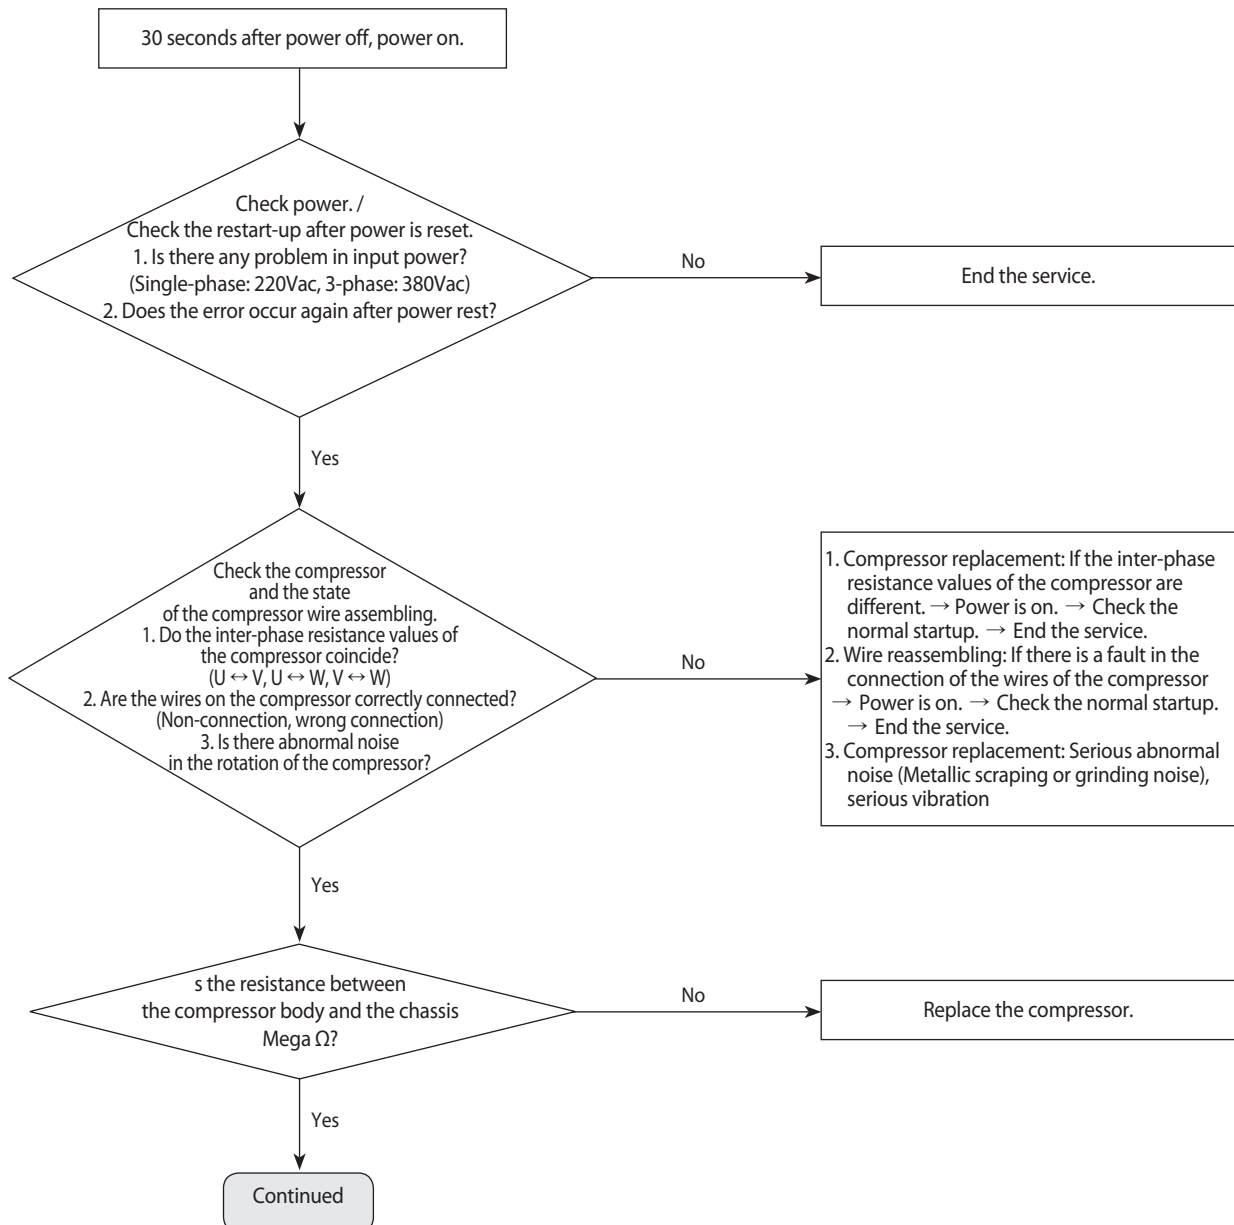 30 seconds after power off, power on.
Check power. /
Check the restart-up after power is reset.
1. Is there any problem in input power?
(Single-phase: 220Vac, 3-phase: 380Vac)
2. Does the error occur again after power rest?
No
End the service.
Yes
Check the compressor
and the state
of the compressor wire assembling.
1. Do the inter-phase resistance values of
the compressor coincide?
(U ↔ V, U ↔ W, V ↔ W)
2. Are the wires on the compressor correctly connected?
(Non-connection, wrong connection)
3. Is there abnormal noise
in the rotation of the compressor?
No
1. Compressor replacement: If the inter-phase
resistance values of the compressor are
different. → Power is on. → Check the
normal startup. → End the service.
2. Wire reassembling: If there is a fault in the
connection of the wires of the compressor
→ Power is on. → Check the normal startup.
→ End the service.
3. Compressor replacement: Serious abnormal
noise (Metallic scraping or grinding noise),
serious vibration
Yes
s the resistance between
the compressor body and the chassis
Mega Ω?
No
Replace the compressor.
Yes
Continued